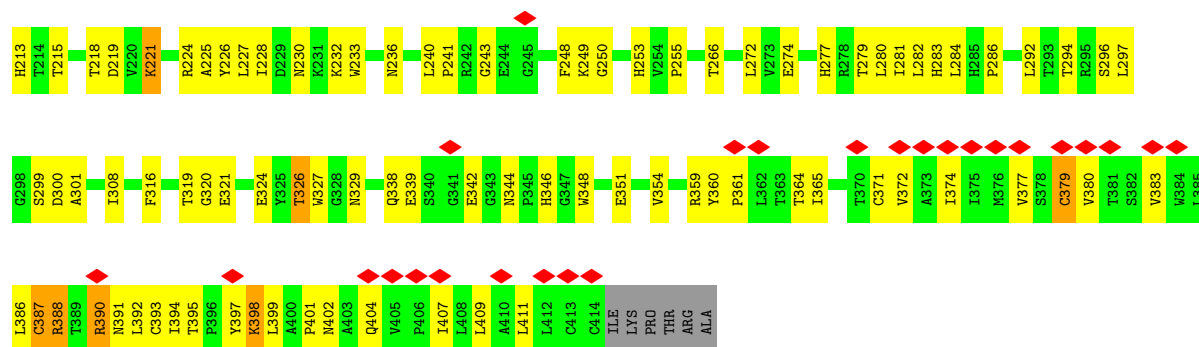 H213 T214 T215 T218 D219 V220 K221 R224 A225 Y226 L227 I228 D229 N230 K231 K232 W233 N236 L240 P241 R242 G243 E244 G245 F248 K249 G250 H253 V254 P255 T266 L272 V273 E274 H277 R278 T279 L280 I281 L282 H283 L284 H285 P286 L292 T293 T294 R295 S296 L297
G298 S299 D300 A301 I308 F316 T319 G320 E321 E324 Y325 T326 W327 G328 N329 Q338 E339 S340 G341 E342 G343 N344 P345 H346 G347 W348 E351 V354 R359 Y360 P361 L362 T363 T364 I365 T370 C371 V372 A373 I374 I375 M376 V377 S378 C379 V380 T381 S382 V383 W384 L385
L386 C387 R388 T389 R390 N391 L392 C393 I394 T395 P396 Y397 K398 L399 A400 P401 N402 A403 Q404 V405 P406 I407 L408 L409 A410 L411 L412 C413 C414 ILE LYS PRO THR ARG ALA